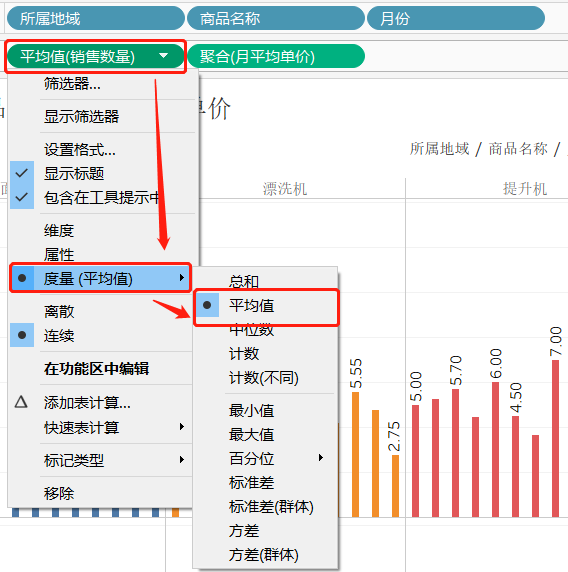 所属地域 商品名称 月份
平均值(销售数量) 聚合(月平均单价)
筛选器...
单价
显示筛选器
设置格式...
所属地域 / 商品名称 /
显示标题
漂洗机 提升机
包含在工具提示中
维度
属性
度量 (平均值)
离散
连续
在功能区中编辑
添加表计算...
快速表计算
标记类型
移除
总和
平均值
中位数
计数
计数(不同)
最小值
最大值
百分位
标准差
标准差(群体)
方差
方差(群体)
5.55
2.75
5.00
5.70
6.00
4.50
7.00